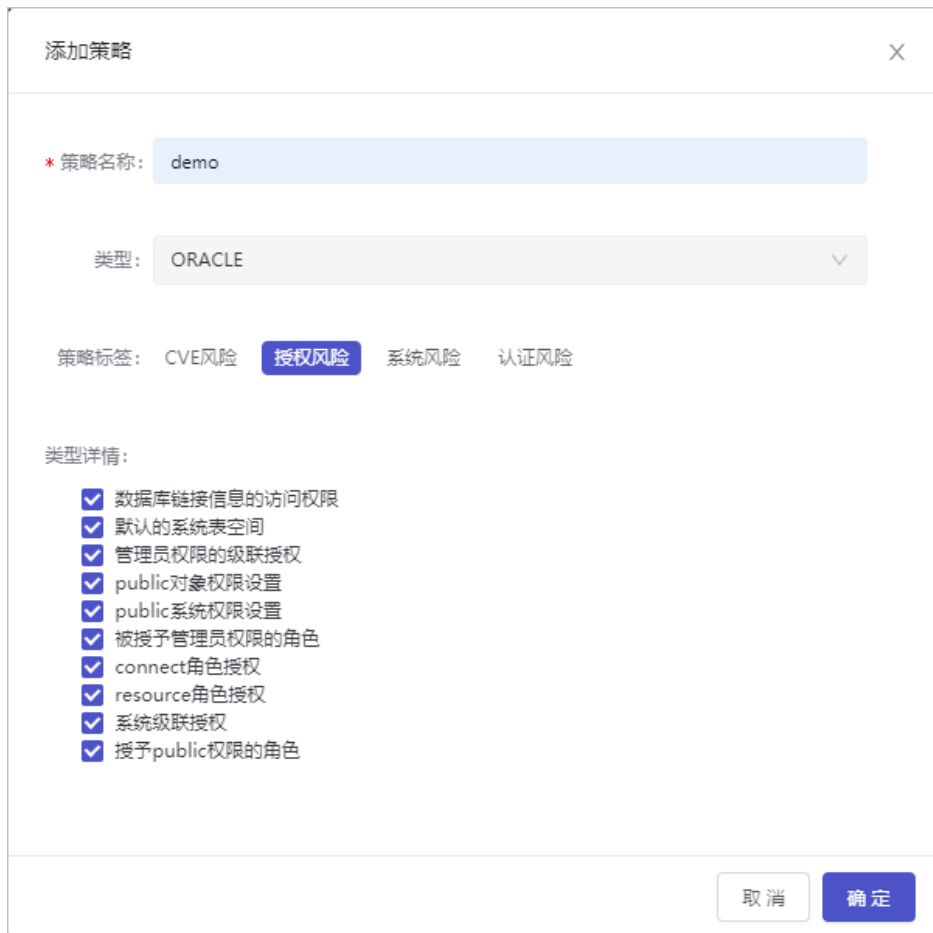 添加策略
* 策略名称: demo
类型: ORACLE
策略标签: CVE风险 授权风险 系统风险 认证风险
类型详情:
数据库链接信息的访问权限
默认的系统表空间
管理员权限的级联授权
public对象权限设置
public系统权限设置
被授予管理员权限的角色
connect角色授权
resource角色授权
系统级联授权
授予public权限的角色
取消 确定